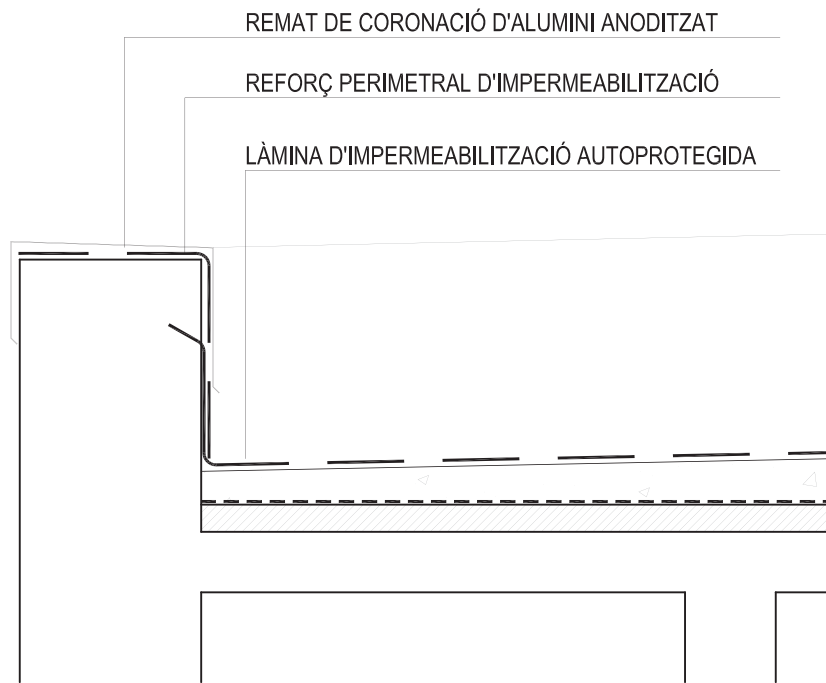 REMAT DE CORONACIÓ D'ALUMINI ANODITZAT
REFORÇ PERIMETRAL D'IMPERMEABILITZACIÓ
LÀMINA D'IMPERMEABILITZACIÓ AUTOPROTEGIDA